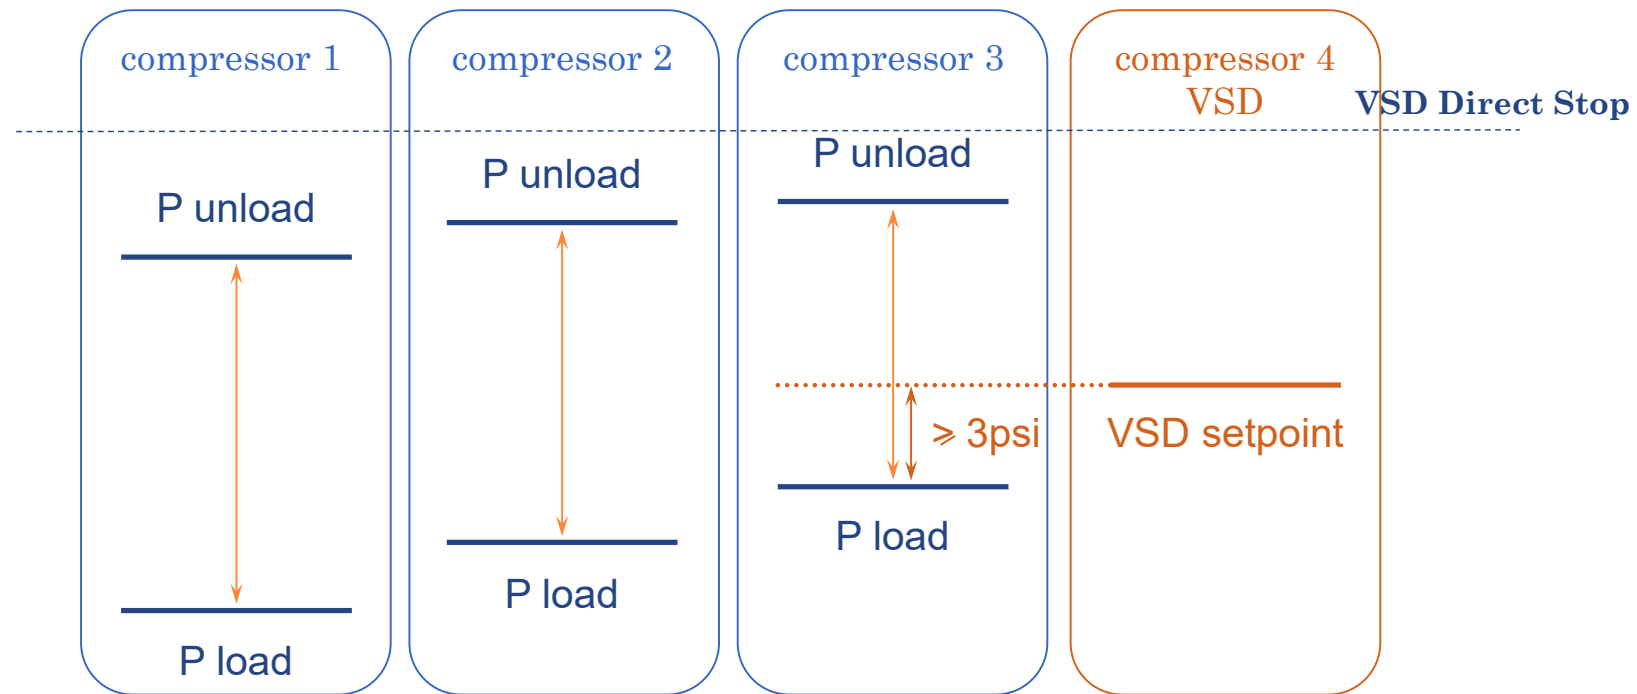 compressor 1
compressor 2
compressor 3
compressor 4
VSD
VSD Direct Stop
P unload
P unload
P unload
⩾ 3psi
VSD setpoint
P load
P load
P load